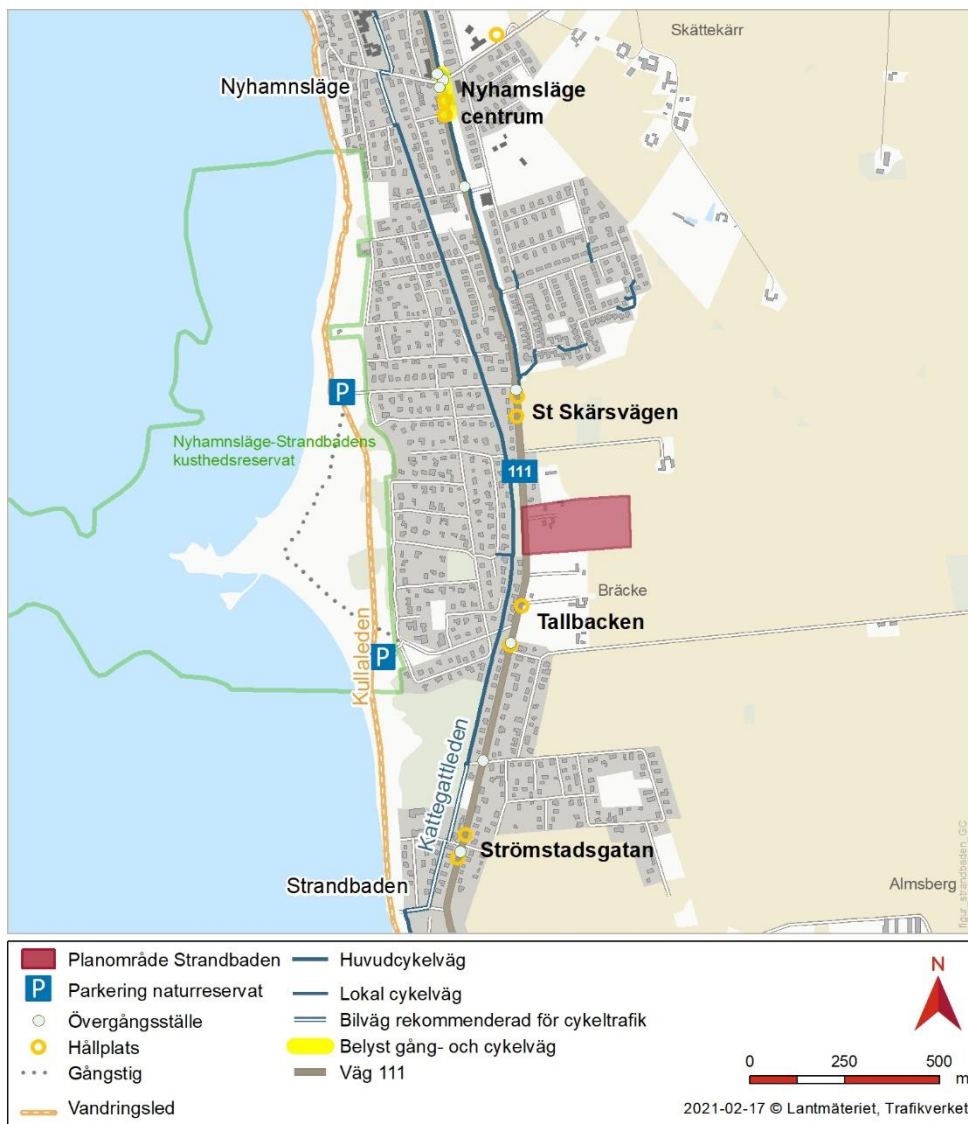 Skättekärr
Nyhamnsläge
Nyhamsläge
centrum
St Skärsvägen
P
Nyhamnsläge-Strandbadens
kusthedsreservat
111
Bräcke
Tallbacken
P
Kullaleden
Kattegattleden
Strömstadsgatan
Strandbaden
Almsberg
figur_strandbaden_GC
Planområde Strandbaden
P Parkering naturreservat
Övergångsställe
Hållplats
Gångstig
Vandringsled
Huvudcykelväg
Lokal cykelväg
Bilväg rekommenderad för cykeltrafik
Belyst gång- och cykelväg
Väg 111
N
0 250 500
m
2021-02-17 © Lantmäteriet, Trafikverket